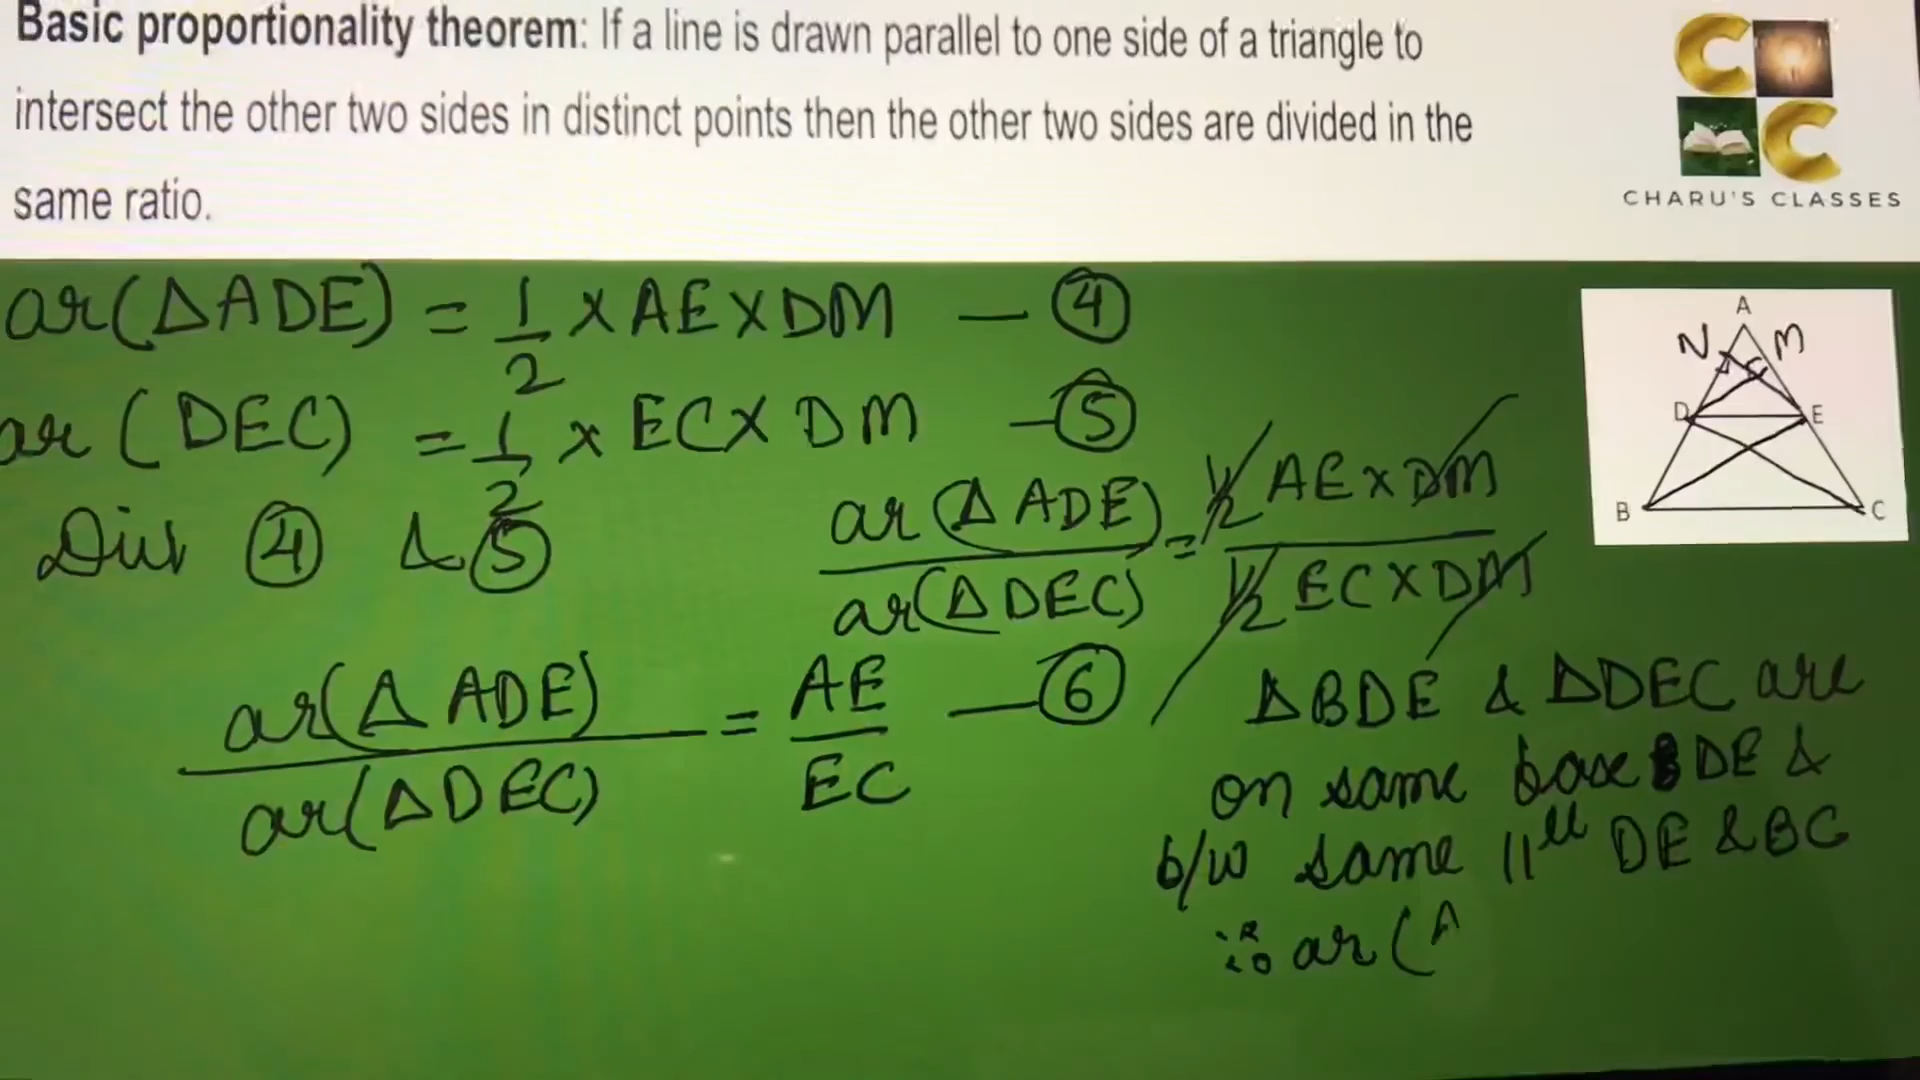 Basic proportionality theorem: If a line is drawn parallel to one side of a triangle to
intersect the other two sides in distinct points then the other two sides are divided in the
same ratio.
C C
CHARU'S CLASSES
ar(ΔADE) = 1/2 × AE × DM — ④
ar (DEC) = 1/2 × EC × DM — ⑤
Div ④ & ⑤
ar(ΔADE)/ar(ΔDEC) = 1/2 AE × DM / 1/2 EC × DM
ar(ΔADE)/ar(ΔDEC) = AE/EC — ⑥
ΔBDE & ΔDEC are
on same base DE &
b/w same ||ll DE & BC
∴ ar (Δ
A
N M
D E
B C